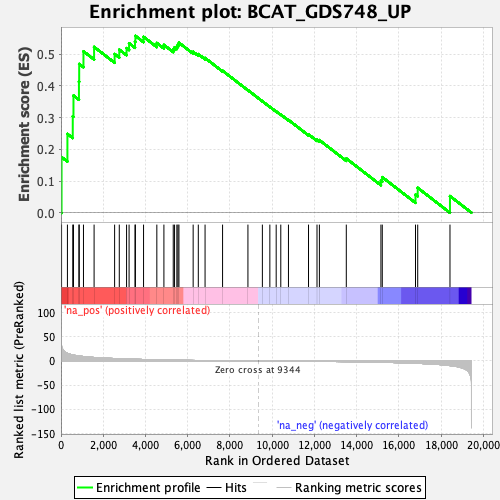 Enrichment plot: BCAT_GDS748_UP
Enrichment score (ES)
0.5
0.4
0.3
0.2
0.1
0.0
'na_pos' (positively correlated)
Ranked list metric (PreRanked)
100
50
0
-50
-100
-150
Zero cross at 9344
'na_neg' (negatively correlated)
0
2,000
4,000
6,000
8,000
10,000
12,000
14,000
16,000
18,000
20,000
Rank in Ordered Dataset
Enrichment profile
Hits
Ranking metric scores